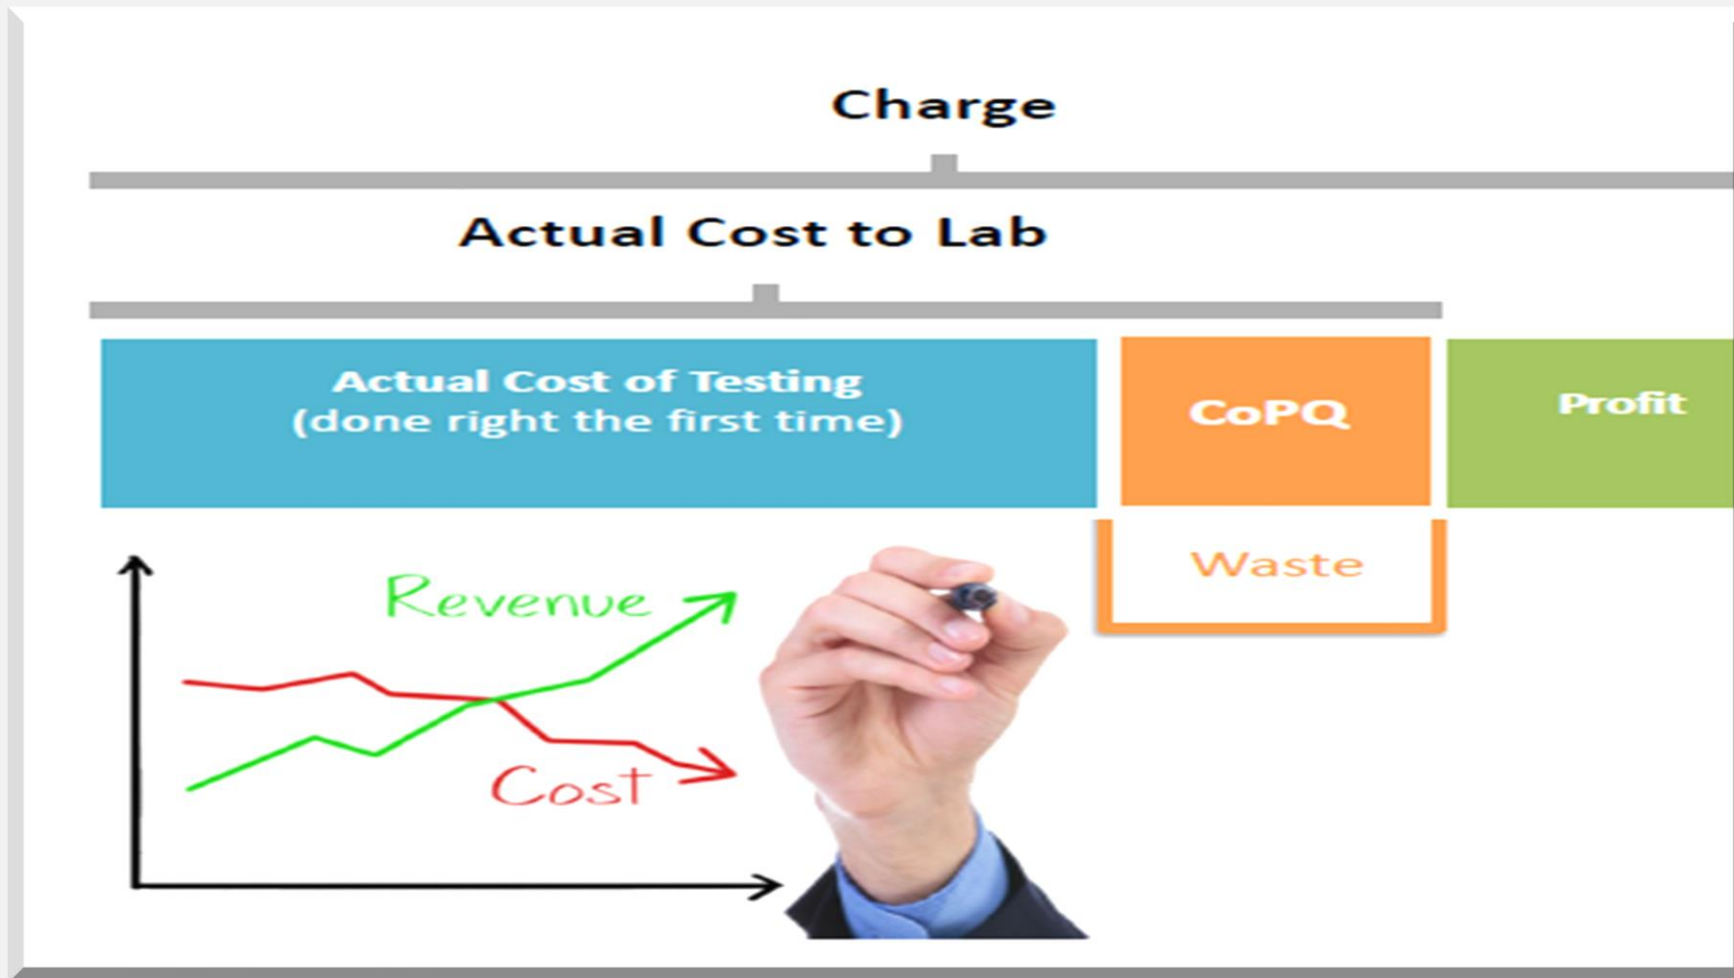 Charge
Actual Cost to Lab
Actual Cost of Testing
(done right the first time)
CoPQ
Profit
Waste
Revenue
Cost